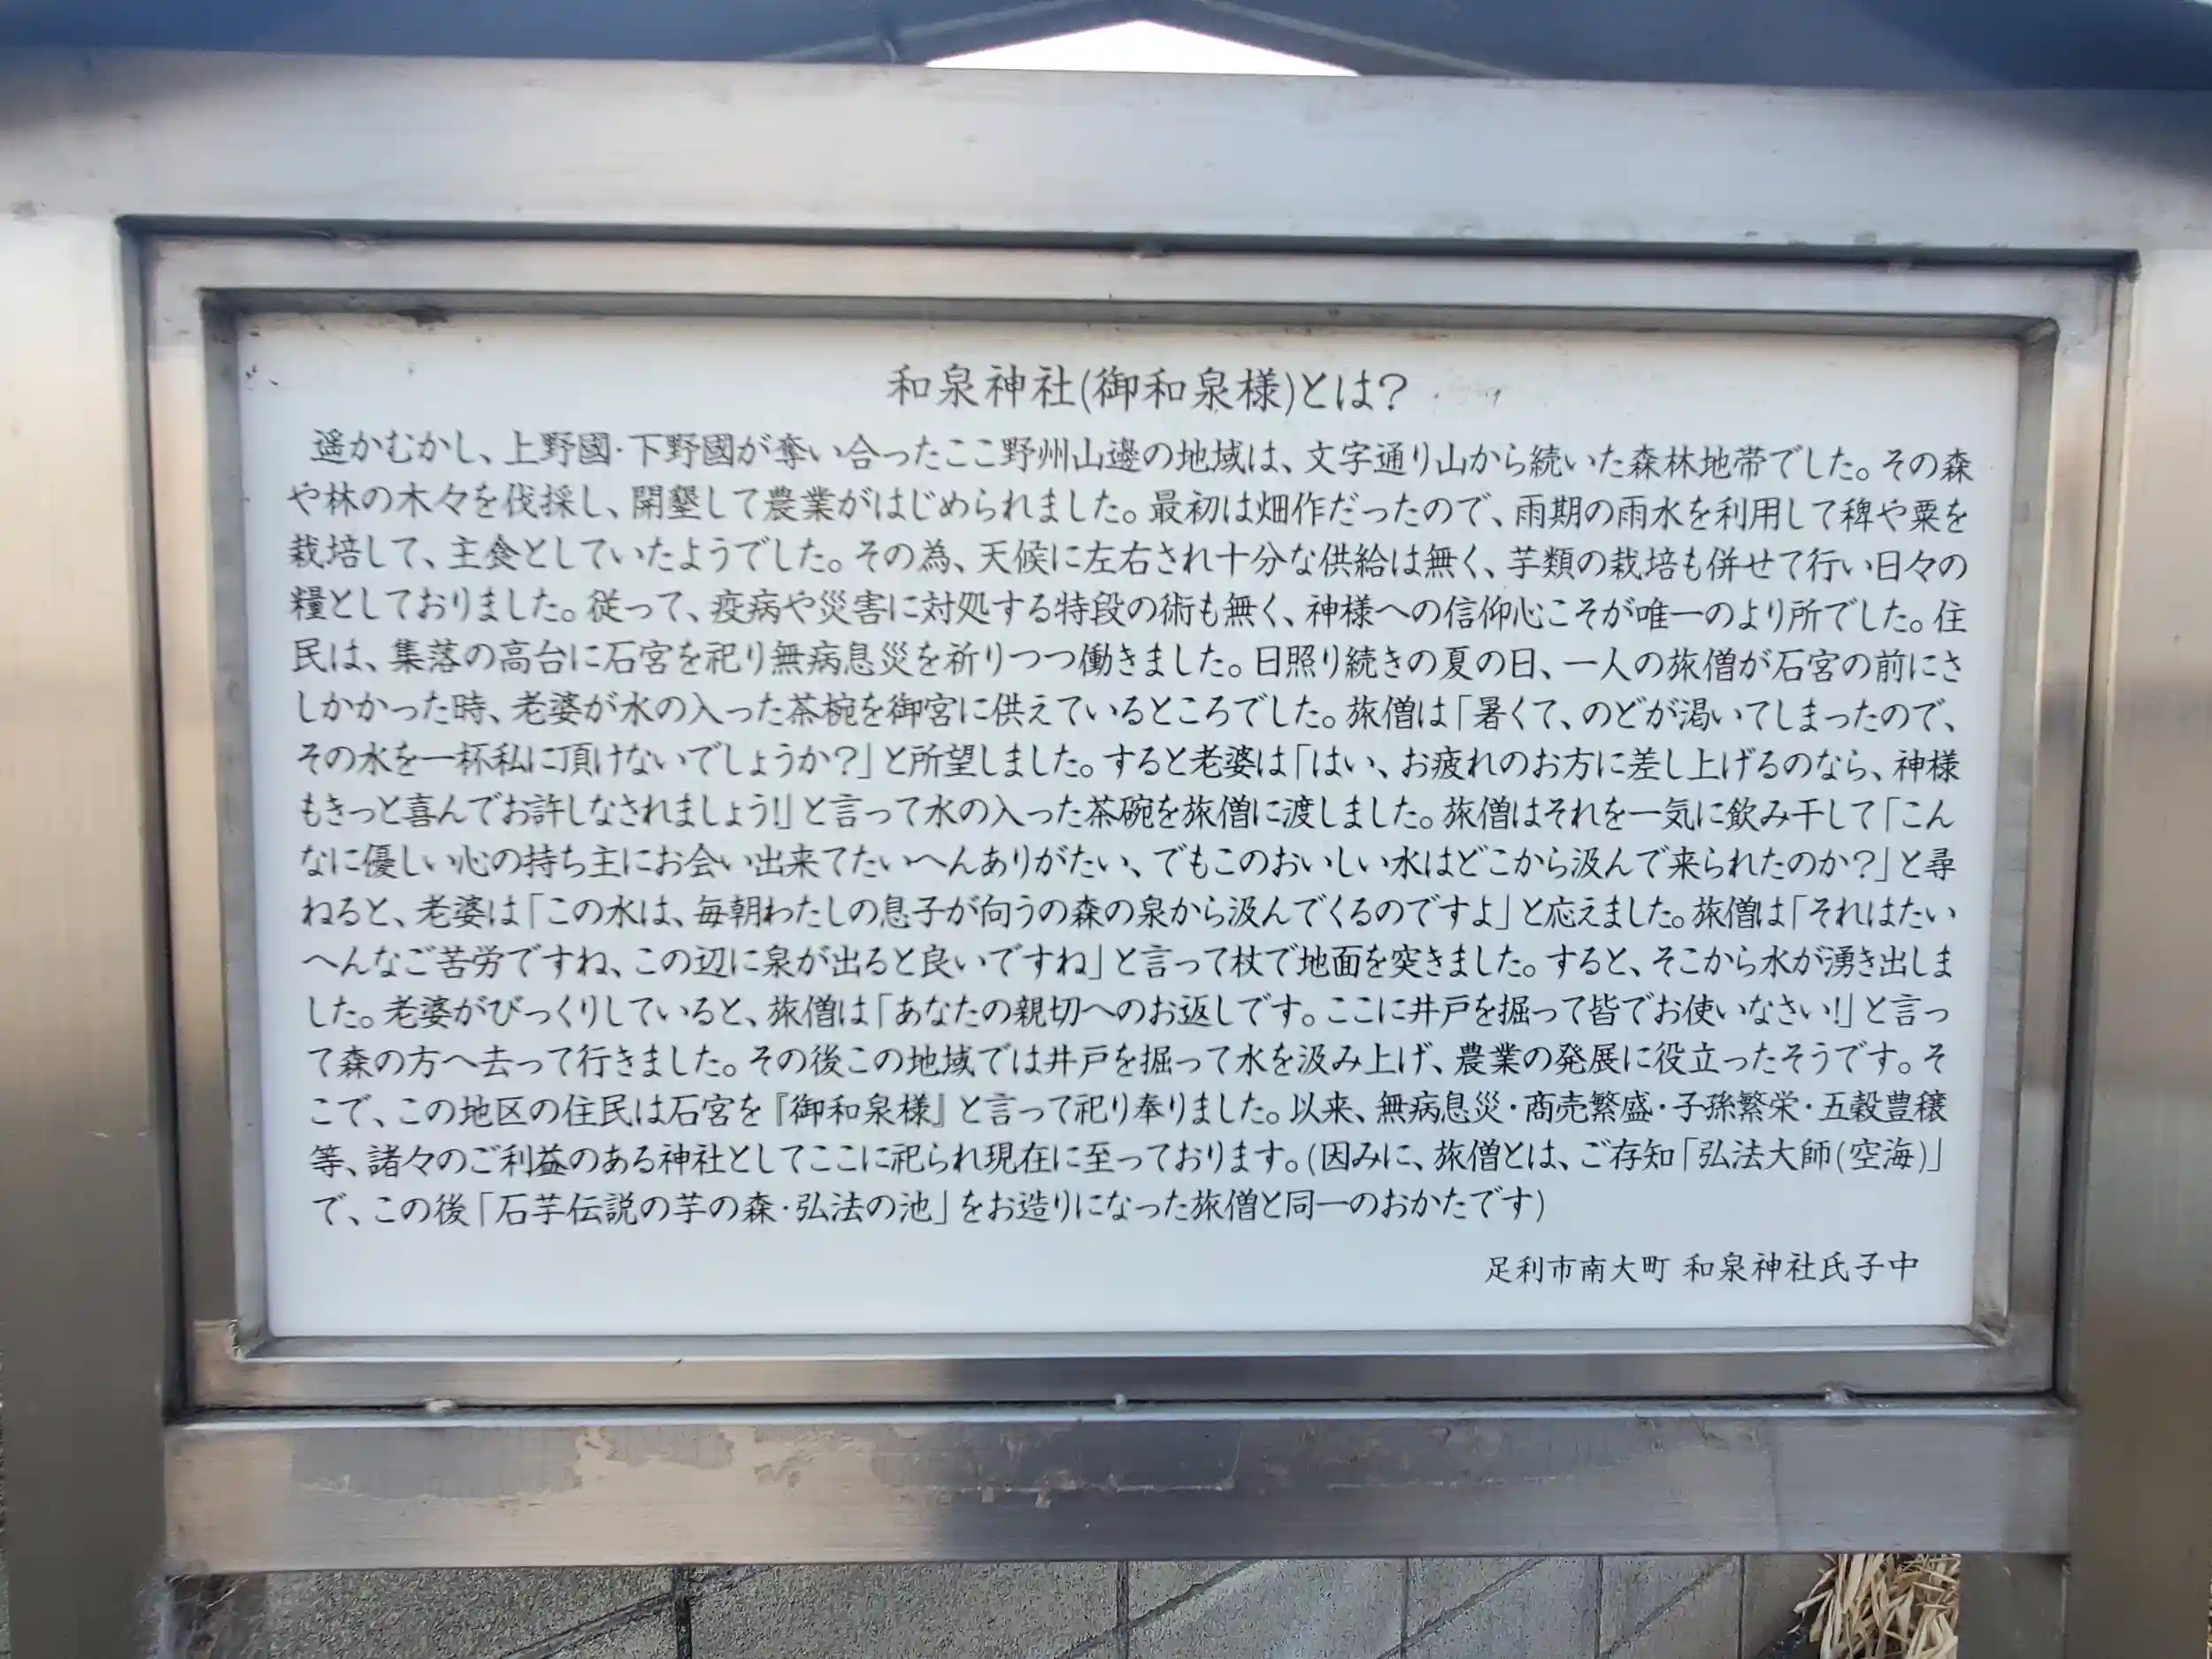 和泉神社(御和泉様)とは?
遥かむかし、上野國・下野國が奪い合ったここ野州山邊の地域は、文字通り山から続いた森林地帯でした。その森
や林の木々を伐採し、開墾して農業がはじめられました。最初は畑作だったので、雨期の雨水を利用して稗や粟を
栽培して、主食としていたようでした。その為、天候に左右され十分な供給は無く、芋類の栽培も併せて行い日々の
糧としておりました。従って、疫病や災害に対処する特段の術も無く、神様への信仰心こそが唯一のより所でした。住
民は、集落の高台に石宮を祀り無病息災を祈りつつ働きました。日照り続きの夏の日、一人の旅僧が石宮の前にさ
しかかった時、老婆が水の入った茶椀を御宮に供えているところでした。旅僧は「暑くて、のどが渇いてしまったので、
その水を一杯私に頂けないでしょうか?」と所望しました。すると老婆は「はい、お疲れのお方に差し上げるのなら、神様
もきっと喜んでお許しなされましょう!」と言って水の入った茶碗を旅僧に渡しました。旅僧はそれを一気に飲み干して「こん
なに優しい心の持ち主にお会い出来てたいへんありがたい、でもこのおいしい水はどこから汲んで来られたのか?」と尋
ねると、老婆は「この水は、毎朝わたしの息子が向うの森の泉から汲んでくるのですよ」と応えました。旅僧は「それはたい
へんなご苦労ですね、この辺に泉が出ると良いですね」と言って杖で地面を突きました。すると、そこから水が湧き出しま
した。老婆がびっくりしていると、旅僧は「あなたの親切へのお返しです。ここに井戸を掘って皆でお使いなさい!」と言っ
て森の方へ去って行きました。その後この地域では井戸を掘って水を汲み上げ、農業の発展に役立ったそうです。そ
こで、この地区の住民は石宮を『御和泉様』と言って祀り奉りました。以来、無病息災・商売繁盛・子孫繁栄・五穀豊穣
等、諸々のご利益のある神社としてここに祀られ現在に至っております。(因みに、旅僧とは、ご存知「弘法大師(空海)」
で、この後「石芋伝説の芋の森・弘法の池」をお造りになった旅僧と同一のおかたです)
足利市南大町 和泉神社氏子中